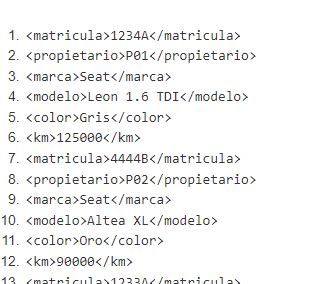 1. <matricula>1234A</matricula>
2. <propietario>P01</propietario>
3. <marca>Seat</marca>
4. <modelo>Leon 1.6 TDI</modelo>
5. <color>Gris</color>
6. <km>125000</km>
7. <matricula>4444B</matricula>
8. <propietario>P02</propietario>
9. <marca>Seat</marca>
10. <modelo>Altea XL</modelo>
11. <color>Oro</color>
12. <km>90000</km>
13. <matricula>1233A</matricula>